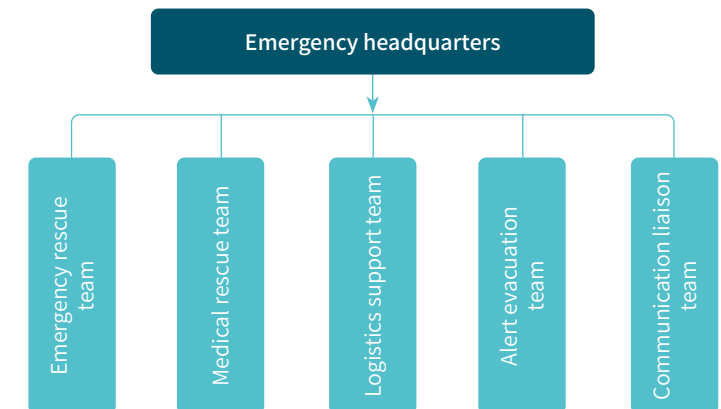 Emergency headquarters
Emergency rescue
team
Medical rescue team
Logistics support team
Alert evacuation
team
Communication liaison
team